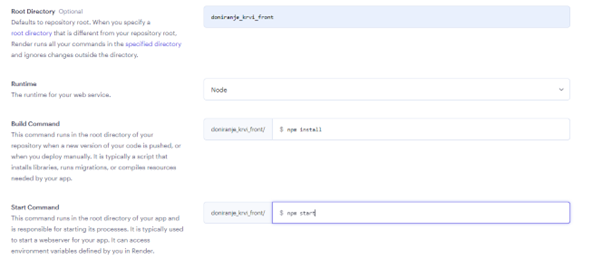 Root Directory Optional
Defaults to repository root. When you specify a
root directory that is different from your repository root,
Render runs all your commands in the specified directory
and ignores changes outside the directory.
doniranje_krvi_front
Runtime
The runtime for your web service.
Node
Build Command
This command runs in the root directory of your
repository when a new version of your code is pushed, or
when you deploy manually. It is typically a script that
installs libraries, runs migrations, or compiles resources
needed by your app.
doniranje_krvi_front/ $ npm install
Start Command
This command runs in the root directory of your app and
is responsible for starting its processes. It is typically used
to start a webserver for your app. It can access
environment variables defined by you in Render.
doniranje_krvi_front/ $ npm start